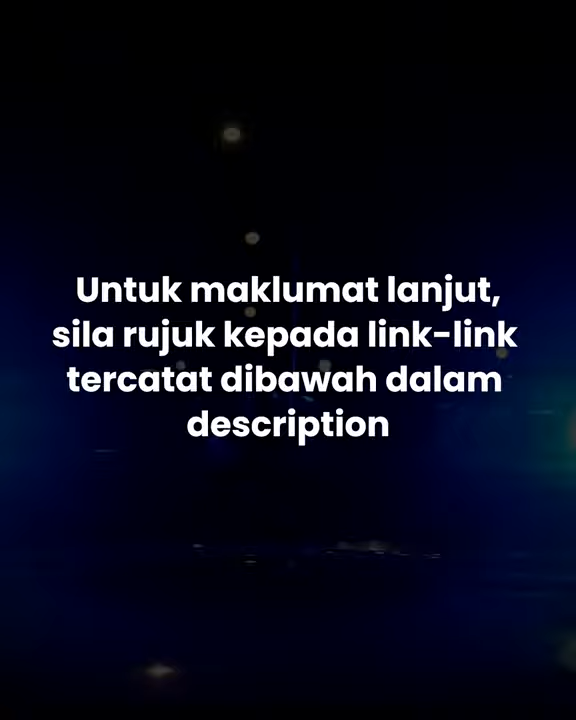 Untuk maklumat lanjut,
sila rujuk kepada link-link
tercatat dibawah dalam
description